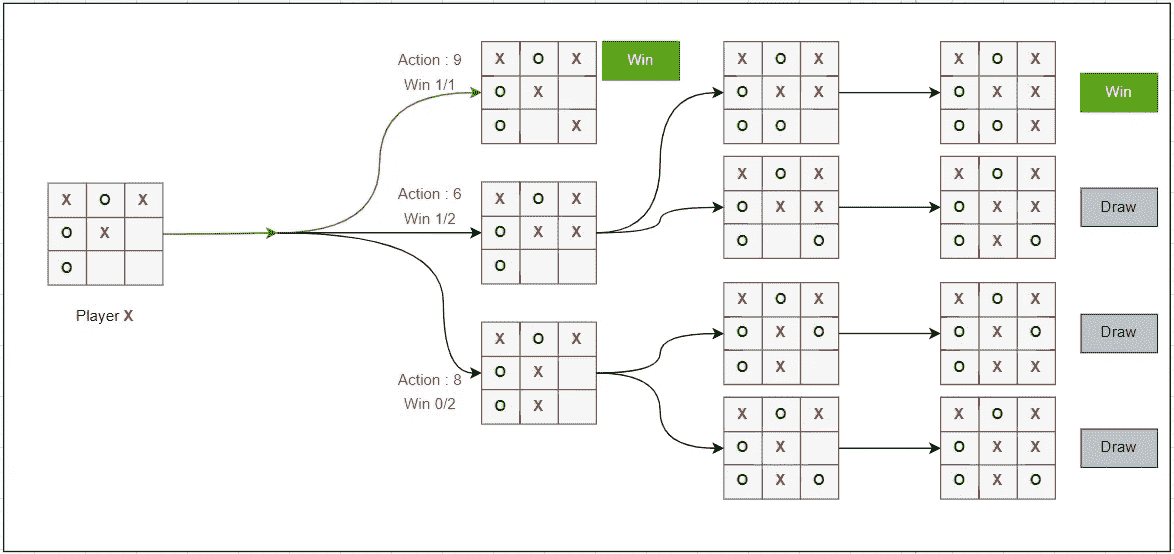 X O X
O X
O
Player X
Action : 9
Win 1/1
X O X
O X
O X
Win
Action : 6
Win 1/2
X O X
O X X
O
Action : 8
Win 0/2
X O X
O X
O X
X O X
O X X
O O
X O X
O X X
O O
X O X
O X O
O X
X O X
O X
O X O
X O X
O X X
O O X
Win
X O X
O X X
O X O
Draw
X O X
O X O
O X X
Draw
X O X
O X X
O X O
Draw